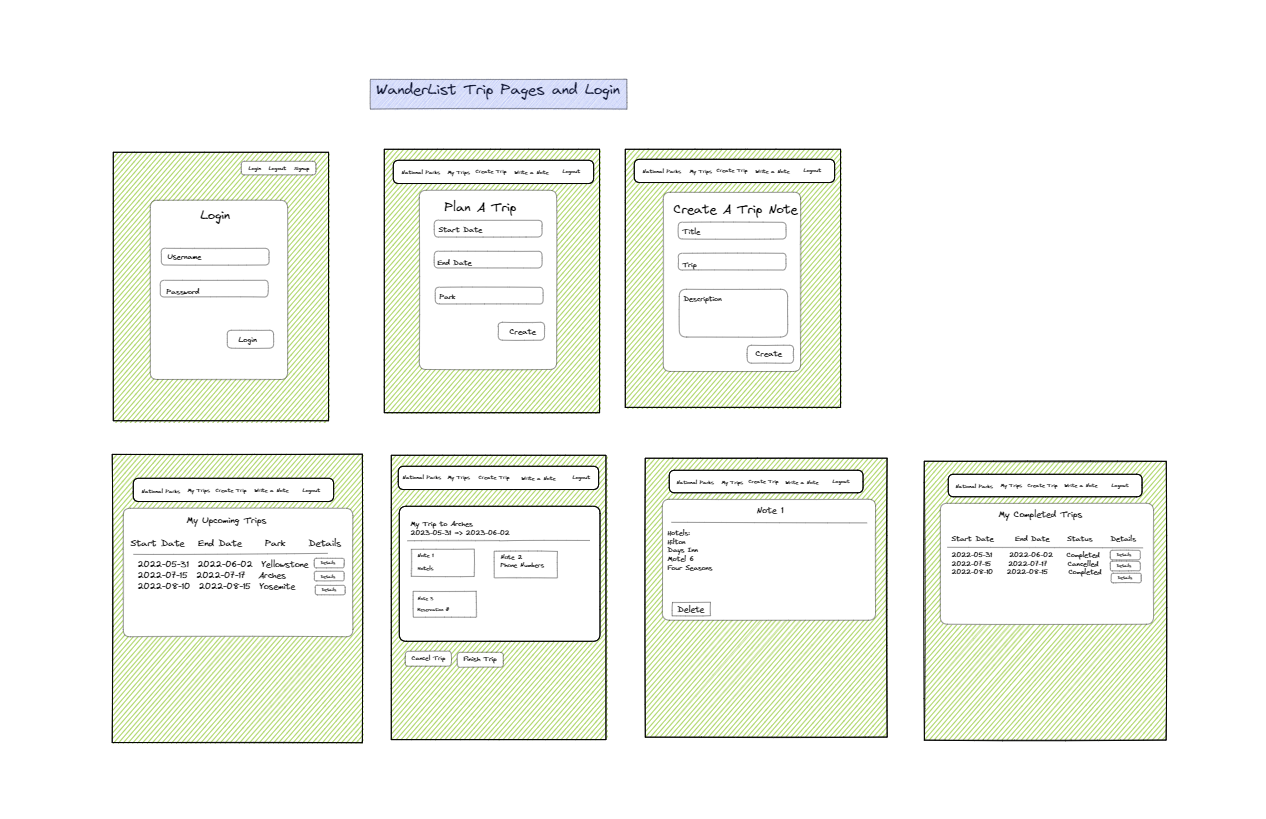 WanderList Trip Pages and Login
Login Logout Signup
Login
Username
Password
Login
National Parks My Trips Create Trip Write a Note Logout
Plan A Trip
Start Date
End Date
Park
Create
National Parks My Trips Create Trip Write a Note Logout
Create A Trip Note
Title
Trip
Description
Create
National Parks My Trips Create Trip Write a Note Logout
My Upcoming Trips
Start Date End Date Park Details
2022-05-31 2022-06-02 Yellowstone Details
2022-07-15 2022-07-17 Arches Details
2022-08-10 2022-08-15 Yosemite Details
National Parks My Trips Create Trip Write a Note Logout
My Trip to Arches
2023-05-31 => 2023-06-02
Note 1
Hotels
Note 2
Phone Numbers
Note 3
Reservation #
Cancel Trip Finish Trip
National Parks My Trips Create Trip Write a Note Logout
Note 1
Hotels:
Hilton
Days Inn
Motel 6
Four Seasons
Delete
National Parks My Trips Create Trip Write a Note Logout
My Completed Trips
Start Date End Date Status Details
2022-05-31 2022-06-02 Completed Details
2022-07-15 2022-07-17 Cancelled Details
2022-08-10 2022-08-15 Completed Details